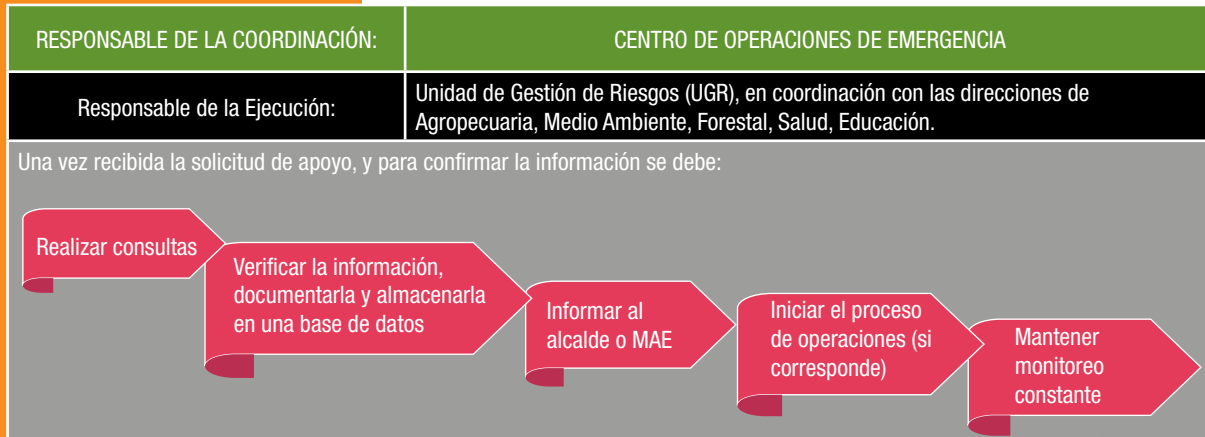 RESPONSABLE DE LA COORDINACIÓN:
CENTRO DE OPERACIONES DE EMERGENCIA
Responsable de la Ejecución:
Unidad de Gestión de Riesgos (UGR), en coordinación con las direcciones de
Agropecuaria, Medio Ambiente, Forestal, Salud, Educación.
Una vez recibida la solicitud de apoyo, y para confirmar la información se debe:
Realizar consultas
Verificar la información,
documentarla y almacenarla
en una base de datos
Informar al
alcalde o MAE
Iniciar el proceso
de operaciones (si
corresponde)
Mantener
monitoreo
constante